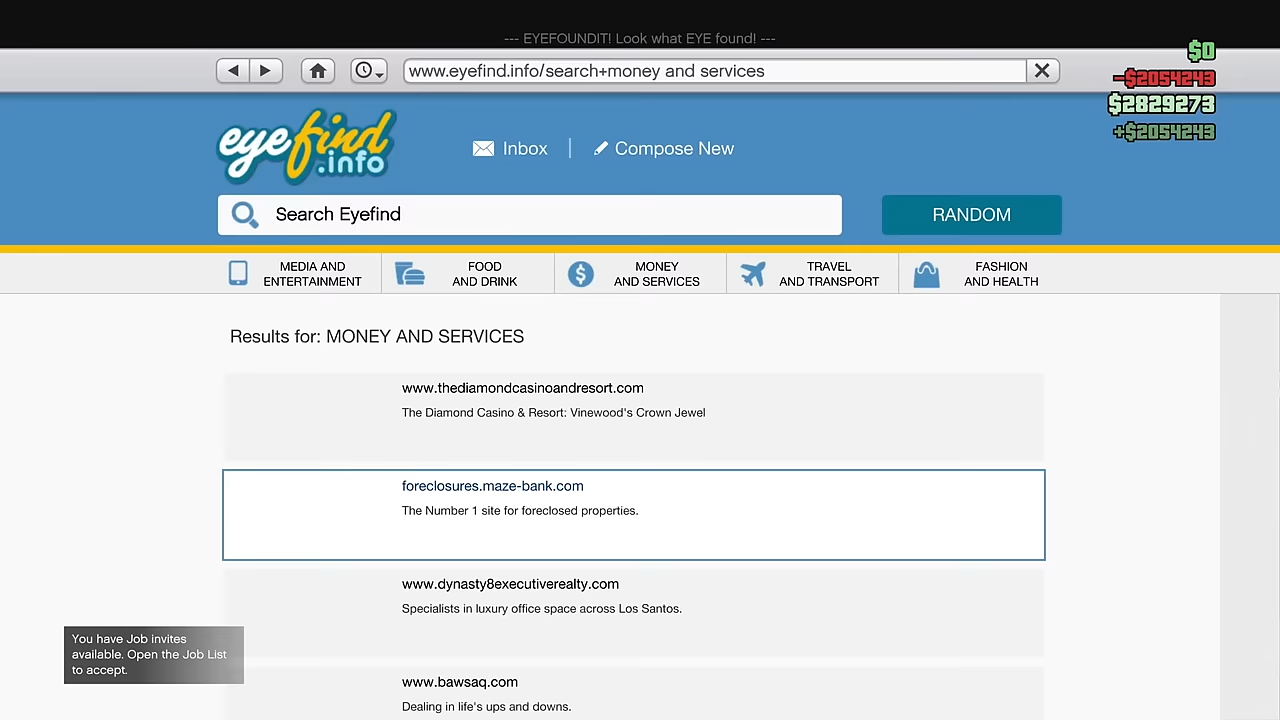 --- EYEFOUNDIT! Look what EYE found! ---
$0
www.eyefind.info/search+money and services
-$2054243
$2829273
+$2054243
eyefind
.info
Inbox
Compose New
Search Eyefind
RANDOM
MEDIA AND
ENTERTAINMENT
FOOD
AND DRINK
MONEY
AND SERVICES
TRAVEL
AND TRANSPORT
FASHION
AND HEALTH
Results for: MONEY AND SERVICES
www.thediamondcasinoandresort.com
The Diamond Casino & Resort: Vinewood's Crown Jewel
foreclosures.maze-bank.com
The Number 1 site for foreclosed properties.
www.dynasty8executiverealty.com
Specialists in luxury office space across Los Santos.
You have Job invites
available. Open the Job List
to accept.
www.bawsaq.com
Dealing in life's ups and downs.